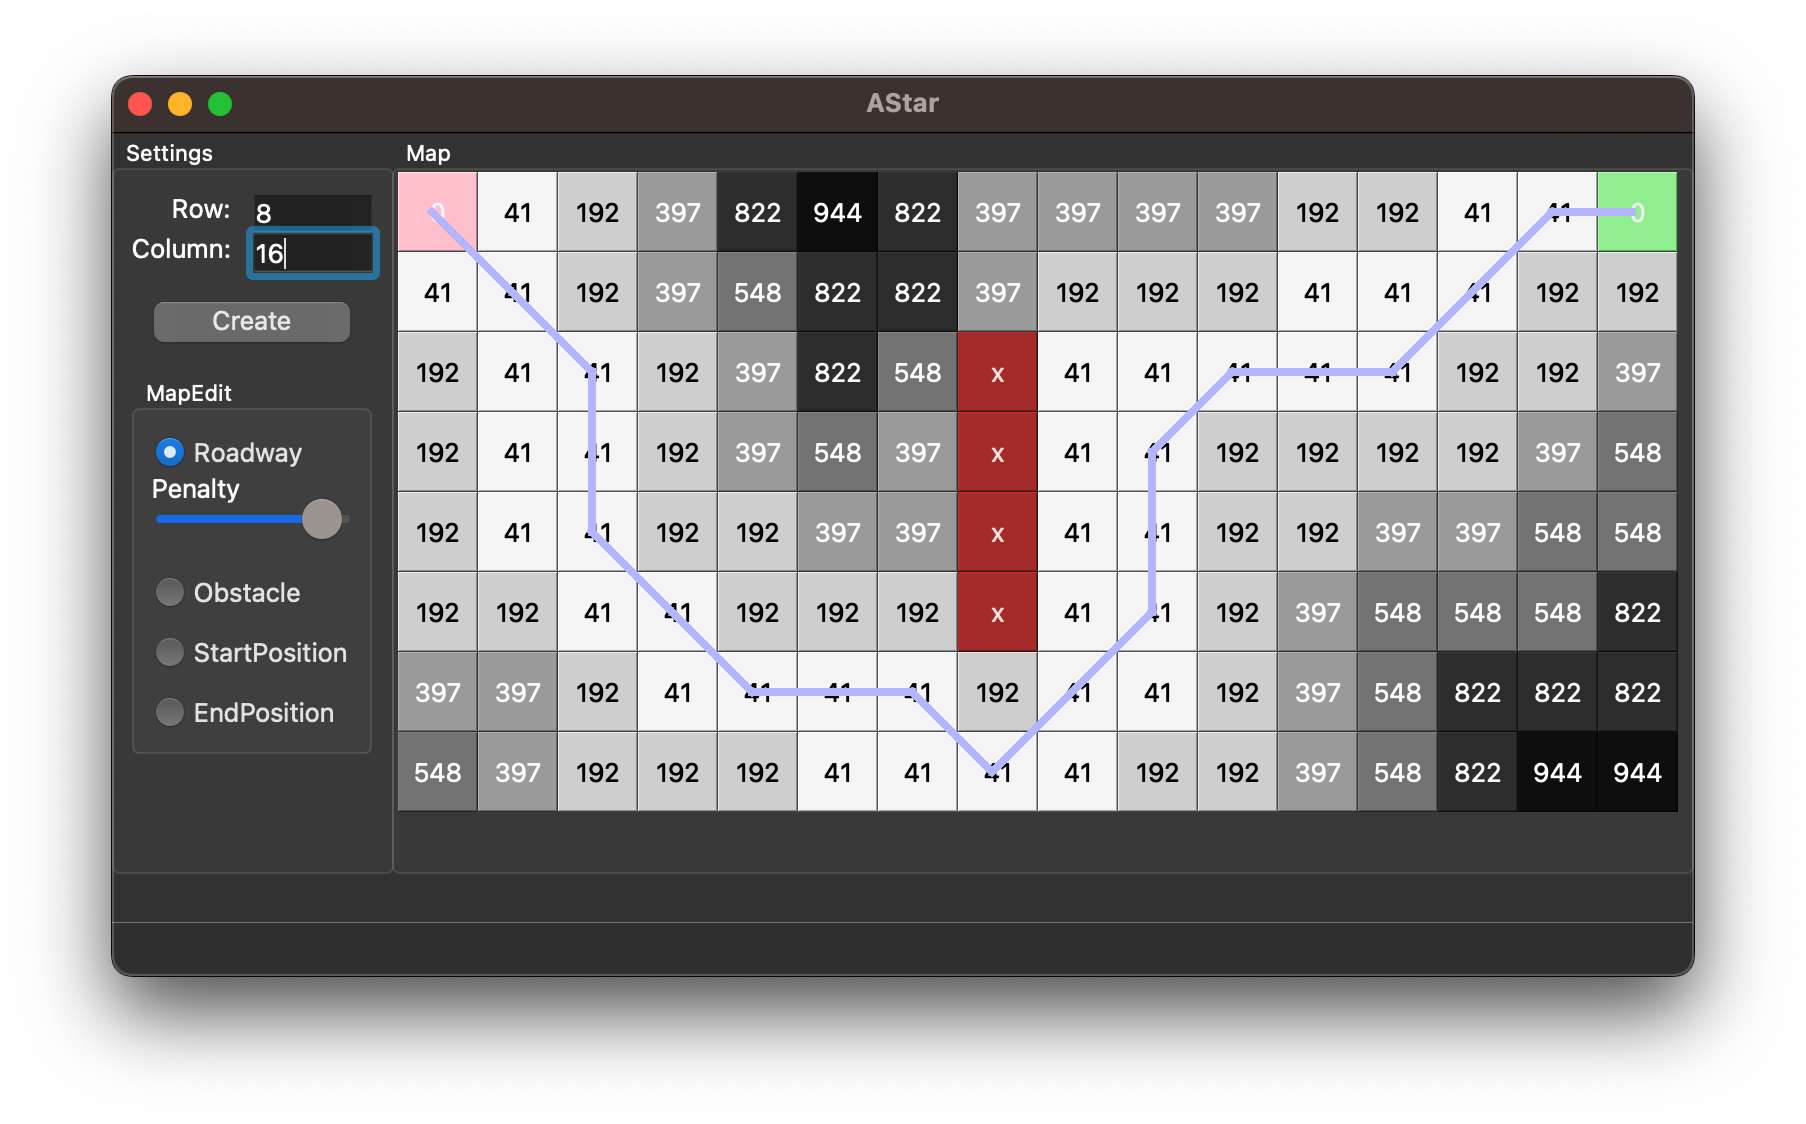 AStar
Settings
Map
Row: 8
Column: 16
Create
MapEdit
Roadway
Penalty
Obstacle
StartPosition
EndPosition
0 41 192 397 822 944 822 397 397 397 397 192 192 41 41 0
41 41 192 397 548 822 822 397 192 192 192 41 41 41 192 192
192 41 41 192 397 822 548 x 41 41 41 41 41 192 192 397
192 41 41 192 397 548 397 x 41 41 192 192 192 192 397 548
192 41 41 192 192 397 397 x 41 41 192 192 397 397 548 548
192 192 41 41 192 192 192 x 41 41 192 397 548 548 548 822
397 397 192 41 41 41 41 192 41 41 192 397 548 822 822 822
548 397 192 192 192 41 41 41 41 192 192 397 548 822 944 944